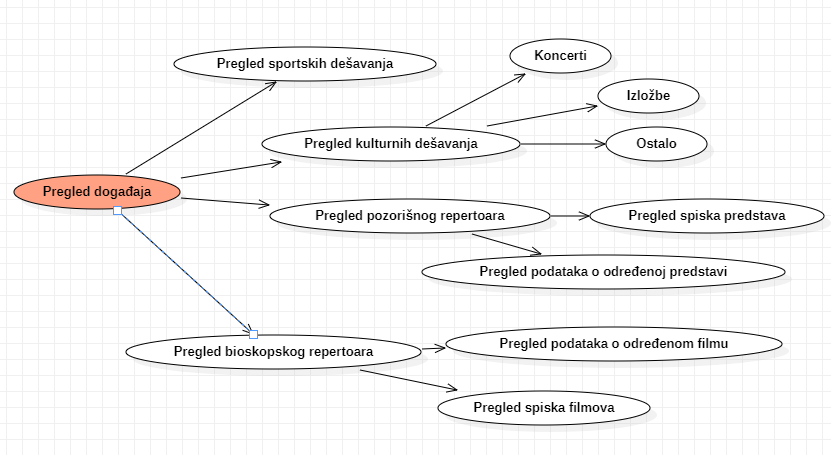 Pregled sportskih dešavanja
Koncerti
Izložbe
Pregled kulturnih dešavanja
Ostalo
Pregled događaja
Pregled pozorišnog repertoara
Pregled spiska predstava
Pregled podataka o određenoj predstavi
Pregled bioskopskog repertoara
Pregled podataka o određenom filmu
Pregled spiska filmova